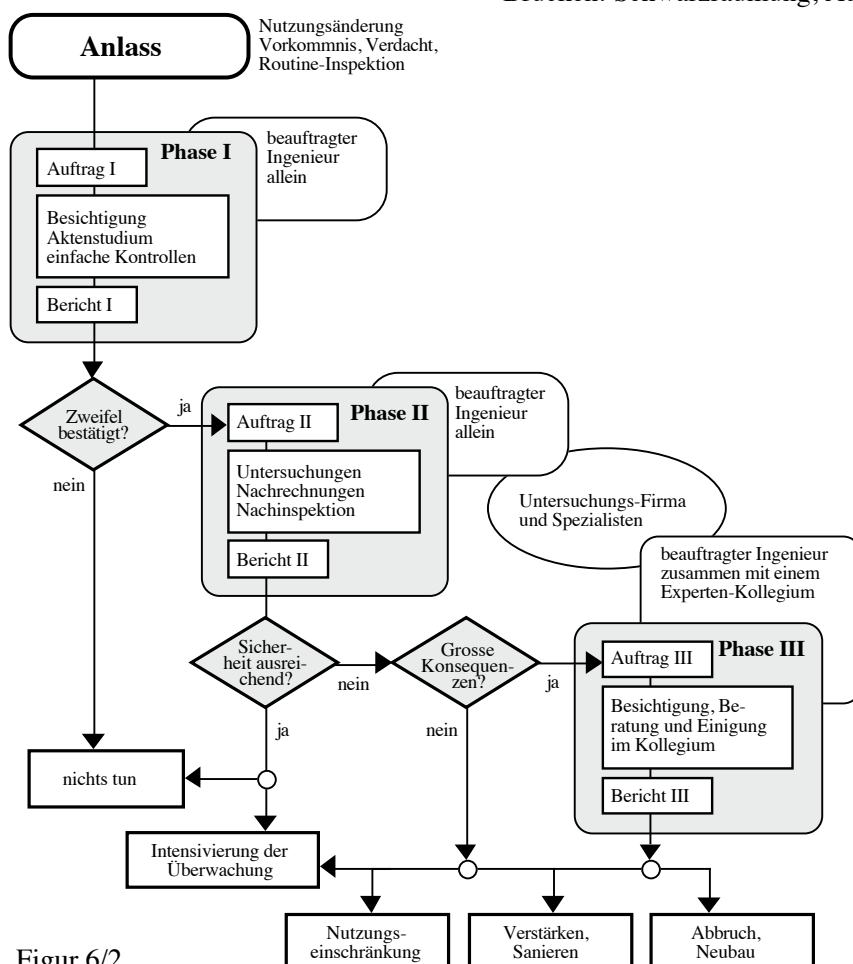 Anlass
Nutzungsänderung
Vorkommnis, Verdacht,
Routine-Inspektion
Phase I
beauftragter
Ingenieur
allein
Auftrag I
Besichtigung
Aktenstudium
einfache Kontrollen
Bericht I
Zweifel
bestätigt?
ja
nein
Phase II
beauftragter
Ingenieur
allein
Auftrag II
Untersuchungen
Nachrechnungen
Nachinspektion
Bericht II
Untersuchungs-Firma
und Spezialisten
beauftragter Ingenieur
zusammen mit einem
Experten-Kollegium
Sicher-
heit ausrei-
chend?
nein
ja
Grosse
Konsequen-
zen?
ja
nein
Phase III
Auftrag III
Besichtigung, Be-
ratung und Einigung
im Kollegium
Bericht III
nichts tun
Intensivierung der
Überwachung
Nutzungs-
einschränkung
Verstärken,
Sanieren
Abbruch,
Neubau
Figur 6/2